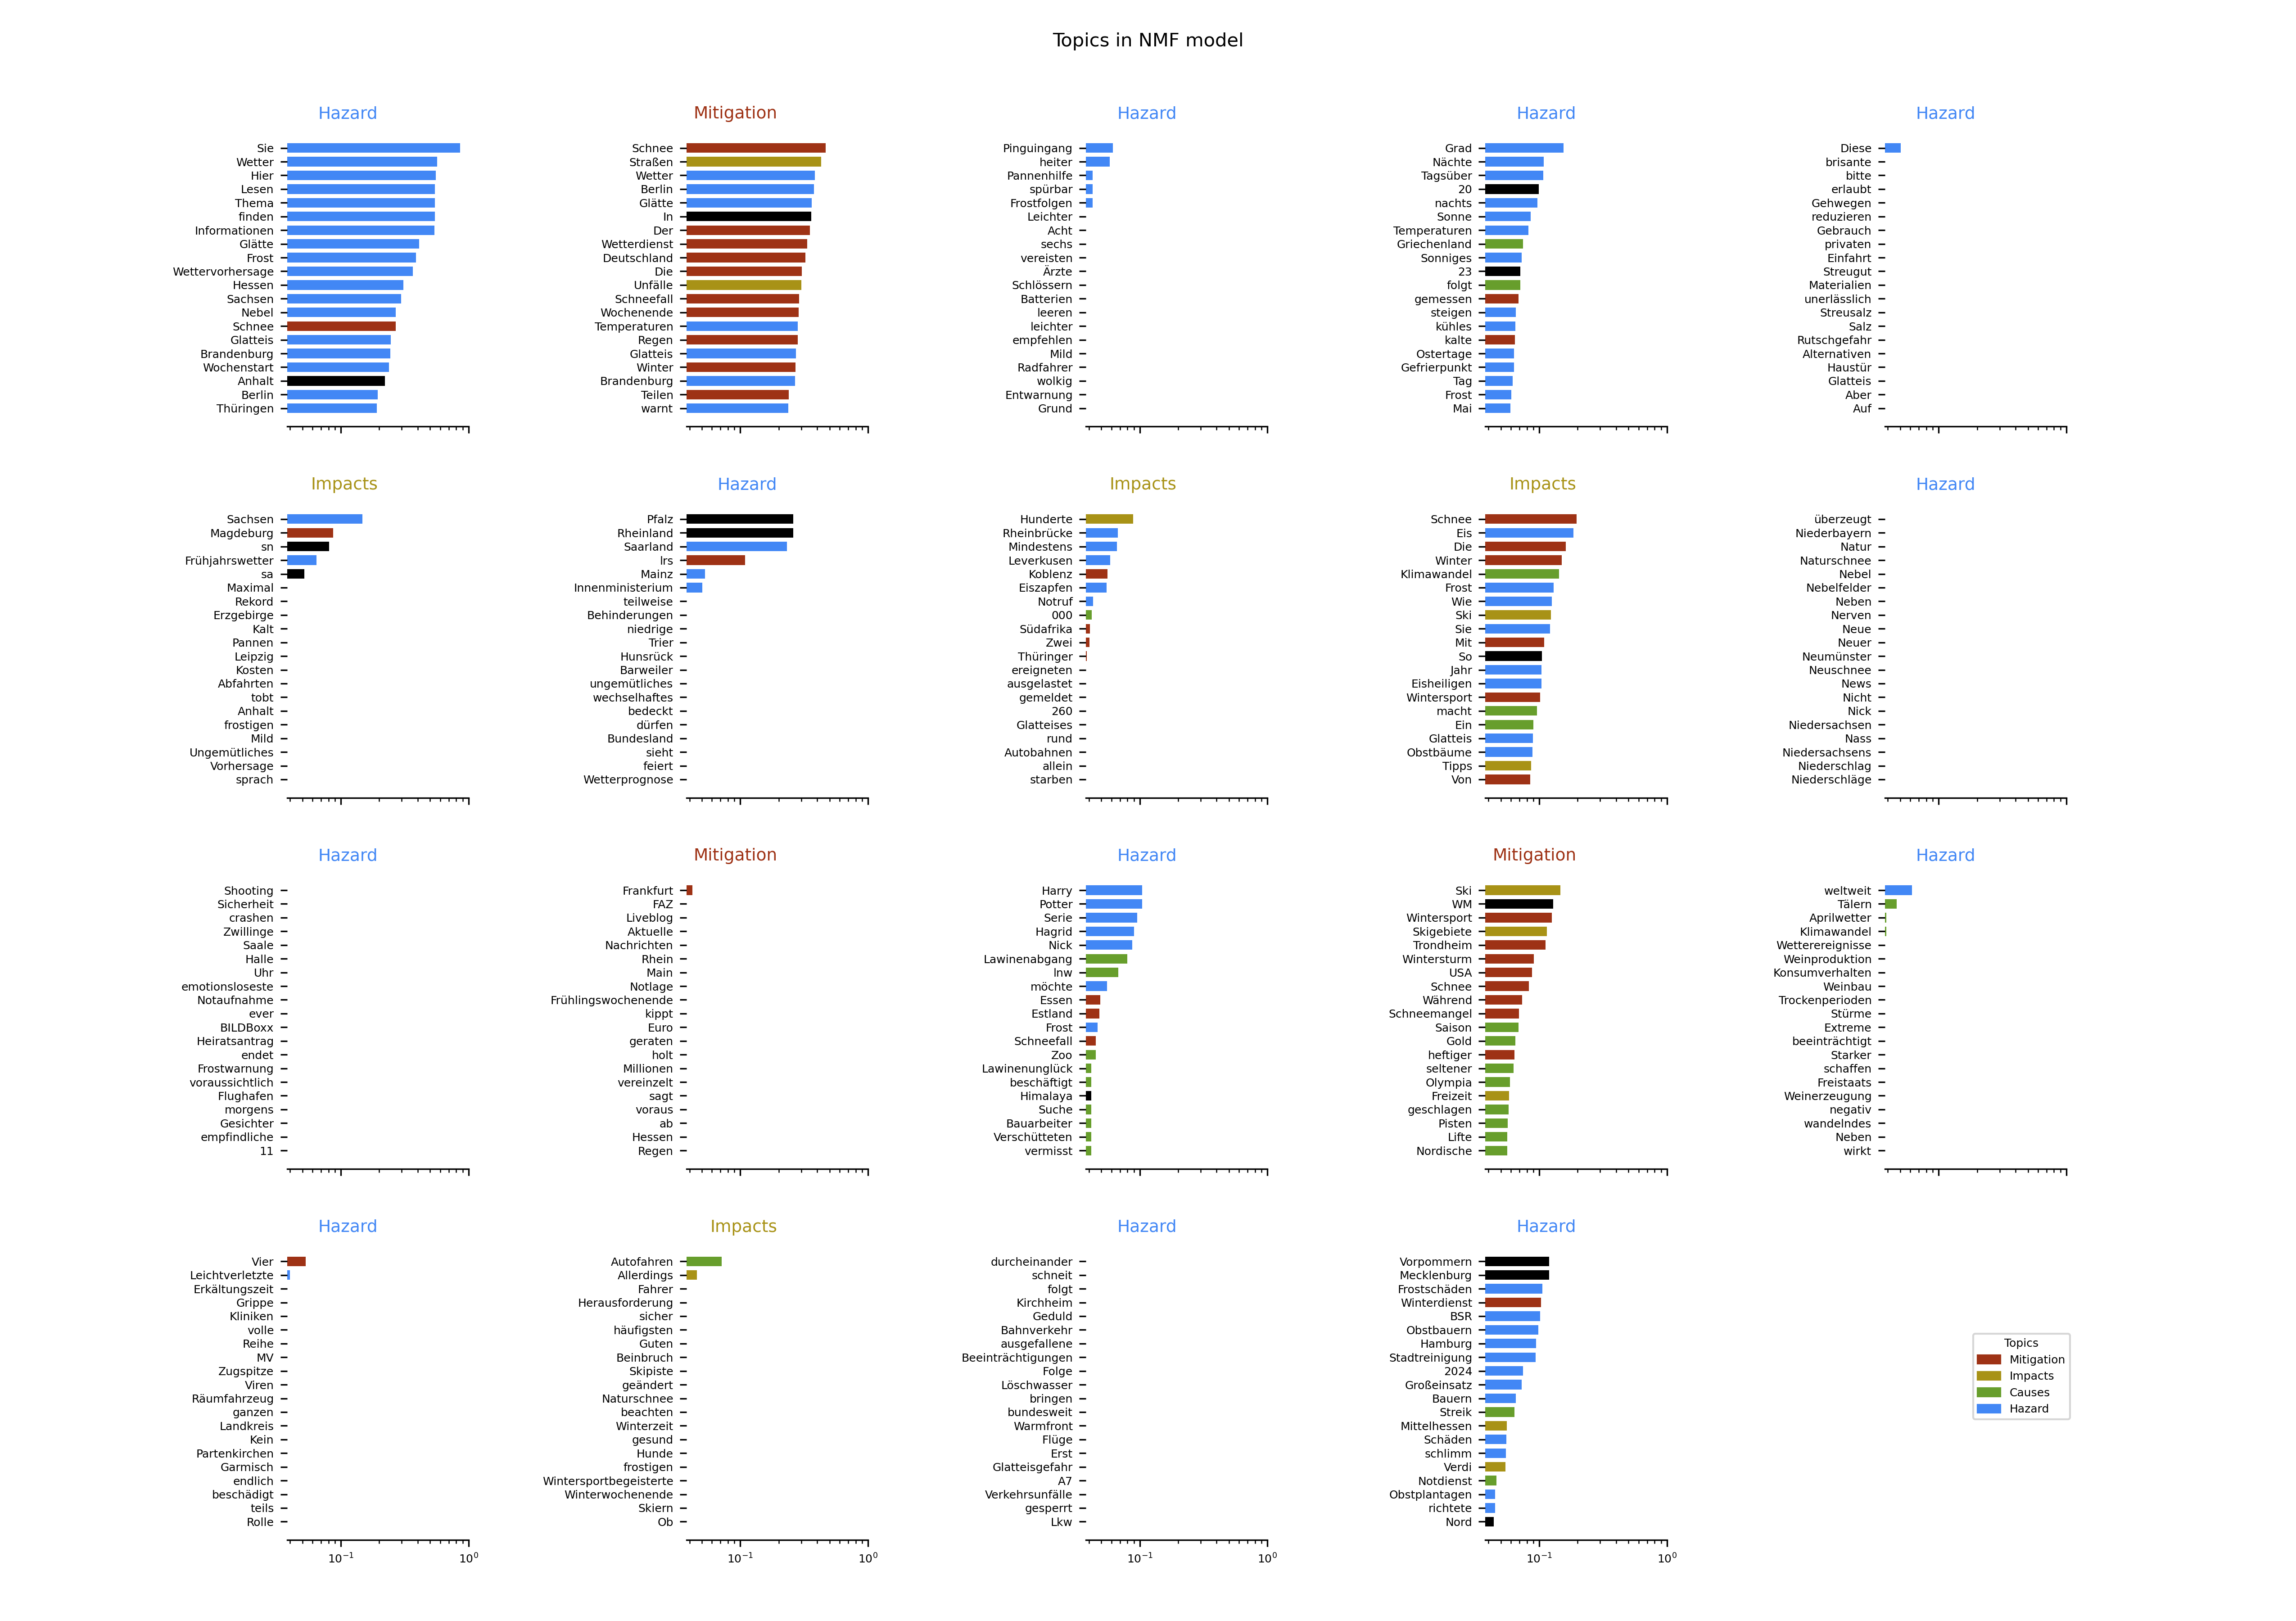 Topics in NMF model
Hazard
Sie
Wetter
Hier
Lesen
Thema
finden
Informationen
Glätte
Frost
Wettervorhersage
Hessen
Sachsen
Nebel
Schnee
Glatteis
Brandenburg
Wochenstart
Anhalt
Berlin
Thüringen
Mitigation
Schnee
Straßen
Wetter
Berlin
Glätte
In
Der
Wetterdienst
Deutschland
Die
Unfälle
Schneefall
Wochenende
Temperaturen
Regen
Glatteis
Winter
Brandenburg
Teilen
warnt
Hazard
Pinguingang
heiter
Pannenhilfe
spürbar
Frostfolgen
Leichter
Acht
sechs
vereisten
Ärzte
Schlössern
Batterien
leeren
leichter
empfehlen
Mild
Radfahrer
wolkig
Entwarnung
Grund
Hazard
Grad
Nächte
Tagsüber
20
nachts
Sonne
Temperaturen
Griechenland
Sonniges
23
folgt
gemessen
steigen
kühles
kalte
Ostertage
Gefrierpunkt
Tag
Frost
Mai
Hazard
Diese
brisante
bitte
erlaubt
Gehwegen
reduzieren
Gebrauch
privaten
Einfahrt
Streugut
Materialien
unerlässlich
Streusalz
Salz
Rutschgefahr
Alternativen
Haustür
Glatteis
Aber
Auf
Impacts
Sachsen
Magdeburg
sn
Frühjahrswetter
sa
Maximal
Rekord
Erzgebirge
Kalt
Pannen
Leipzig
Kosten
Abfahrten
tobt
Anhalt
frostigen
Mild
Ungemütliches
Vorhersage
sprach
Hazard
Pfalz
Rheinland
Saarland
lrs
Mainz
Innenministerium
teilweise
Behinderungen
niedrige
Trier
Hunsrück
Barweiler
ungemütliches
wechselhaftes
bedeckt
dürfen
Bundesland
sieht
feiert
Wetterprognose
Impacts
Hunderte
Rheinbrücke
Mindestens
Leverkusen
Koblenz
Eiszapfen
Notruf
000
Südafrika
Zwei
Thüringer
ereigneten
ausgelastet
gemeldet
260
Glatteises
rund
Autobahnen
allein
starben
Impacts
Schnee
Eis
Die
Winter
Klimawandel
Frost
Wie
Ski
Sie
Mit
So
Jahr
Eisheiligen
Wintersport
macht
Ein
Glatteis
Obstbäume
Tipps
Von
Hazard
überzeugt
Niederbayern
Natur
Naturschnee
Nebel
Nebelfelder
Neben
Nerven
Neue
Neuer
Neumünster
Neuschnee
News
Nicht
Nick
Niedersachsen
Nass
Niedersachsens
Niederschlag
Niederschläge
Hazard
Shooting
Sicherheit
crashen
Zwillinge
Saale
Halle
Uhr
emotionsloseste
Notaufnahme
ever
BILDBoxx
Heiratsantrag
endet
Frostwarnung
voraussichtlich
Flughafen
morgens
Gesichter
empfindliche
11
Mitigation
Frankfurt
FAZ
Liveblog
Aktuelle
Nachrichten
Rhein
Main
Notlage
Frühlingswochenende
kippt
Euro
geraten
holt
Millionen
vereinzelt
sagt
voraus
ab
Hessen
Regen
Hazard
Harry
Potter
Serie
Hagrid
Nick
Lawinenabgang
lnw
möchte
Essen
Estland
Frost
Schneefall
Zoo
Lawinenunglück
beschäftigt
Himalaya
Suche
Bauarbeiter
Verschütteten
vermisst
Mitigation
Ski
WM
Wintersport
Skigebiete
Trondheim
Wintersturm
USA
Schnee
Während
Schneemangel
Saison
Gold
heftiger
seltener
Olympia
Freizeit
geschlagen
Pisten
Lifte
Nordische
Hazard
weltweit
Tälern
Aprilwetter
Klimawandel
Wetterereignisse
Weinproduktion
Konsumverhalten
Weinbau
Trockenperioden
Stürme
Extreme
beeinträchtigt
Starker
schaffen
Freistaats
Weinerzeugung
negativ
wandelndes
Neben
wirkt
Hazard
Vier
Leichtverletzte
Erkältungszeit
Grippe
Kliniken
volle
Reihe
MV
Zugspitze
Viren
Räumfahrzeug
ganzen
Landkreis
Kein
Partenkirchen
Garmisch
endlich
beschädigt
teils
Rolle
10⁻¹ 10⁰
Impacts
Autofahren
Allerdings
Fahrer
Herausforderung
sicher
häufigsten
Guten
Beinbruch
Skipiste
geändert
Naturschnee
beachten
Winterzeit
gesund
Hunde
frostigen
Wintersportbegeisterte
Winterwochenende
Skiern
Ob
10⁻¹ 10⁰
Hazard
durcheinander
schneit
folgt
Kirchheim
Geduld
Bahnverkehr
ausgefallene
Beeinträchtigungen
Folge
Löschwasser
bringen
bundesweit
Warmfront
Flüge
Erst
Glatteisgefahr
A7
Verkehrsunfälle
gesperrt
Lkw
10⁻¹ 10⁰
Hazard
Vorpommern
Mecklenburg
Frostschäden
Winterdienst
BSR
Obstbauern
Hamburg
Stadtreinigung
2024
Großeinsatz
Bauern
Streik
Mittelhessen
Schäden
schlimm
Verdi
Notdienst
Obstplantagen
richtete
Nord
10⁻¹ 10⁰
Topics
Mitigation
Impacts
Causes
Hazard